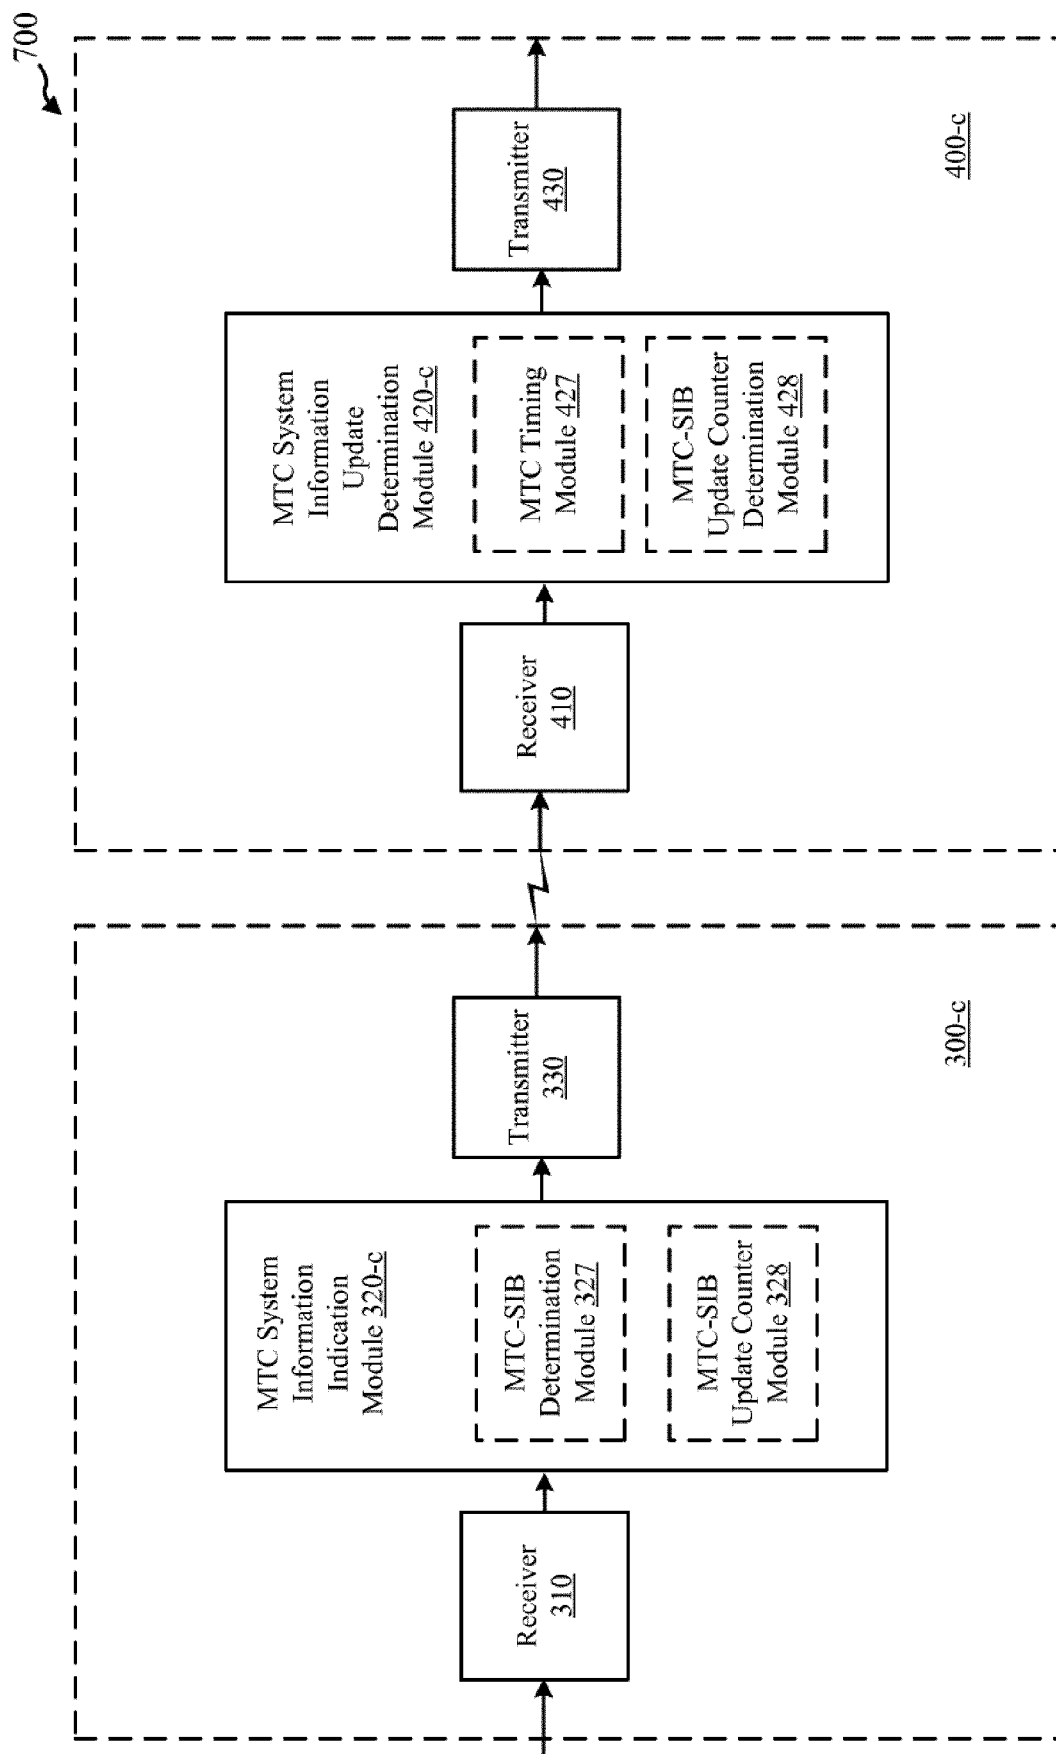 700
Receiver
310
MTC System
Information
Indication
Module 320-c
MTC-SIB
Determination
Module 327
MTC-SIB
Update Counter
Module 328
Transmitter
330
300-c
Receiver
410
MTC System
Information
Update
Determination
Module 420-c
MTC Timing
Module 427
MTC-SIB
Update Counter
Determination
Module 428
Transmitter
430
400-c